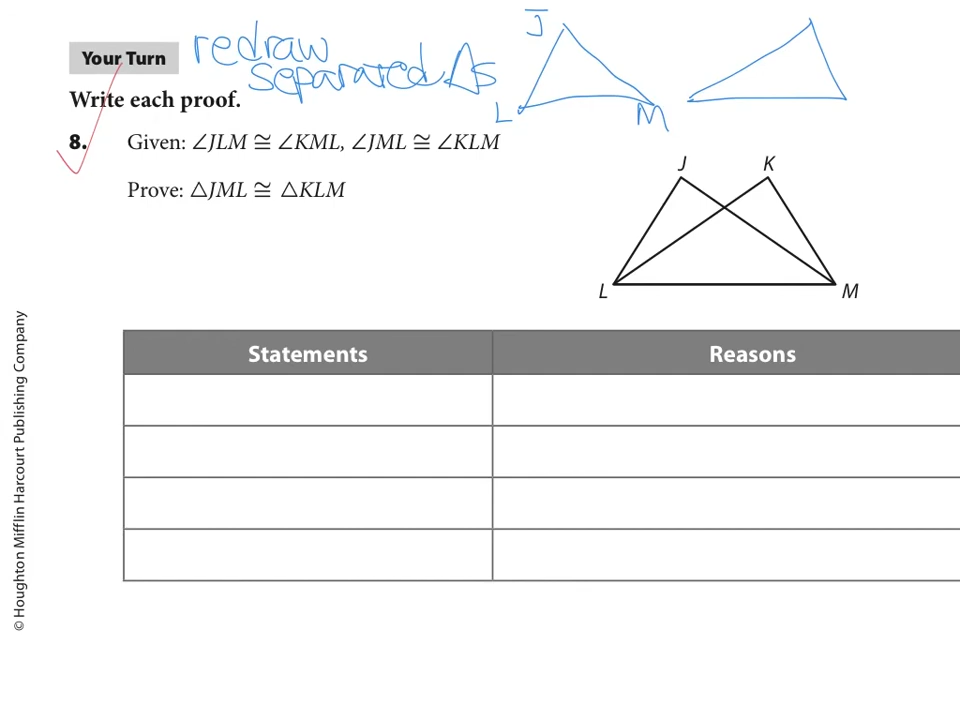 Your Turn
redraw
separated △s
J
L
M
Write each proof.
8. Given: ∠JLM ≅ ∠KML, ∠JML ≅ ∠KLM
Prove: △JML ≅ △KLM
J K
L M
Statements Reasons
© Houghton Mifflin Harcourt Publishing Company